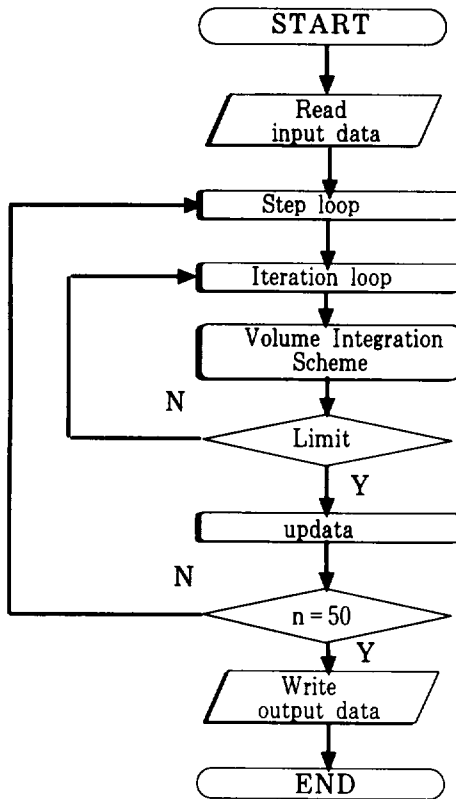 START
Read
input data
Step loop
Iteration loop
Volume Integration
Scheme
N
Limit
Y
updata
N
n = 50
Y
Write
output data
END